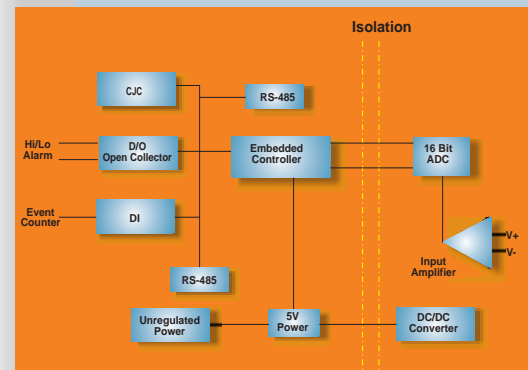 Isolation
CJC
RS-485
Hi/Lo
Alarm
D/O
Open Collector
Embedded
Controller
16 Bit
ADC
Event
Counter
DI
V+
V-
Input
Amplifier
RS-485
Unregulated
Power
5V
Power
DC/DC
Converter